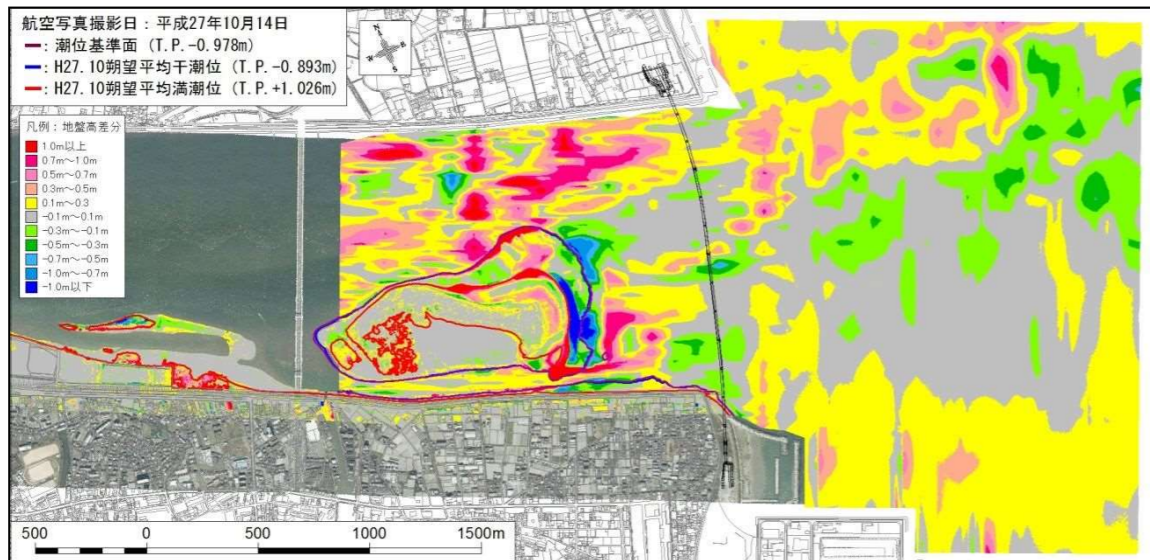 航空写真撮影日：平成27年10月14日
━：潮位基準面（T.P.-0.978m）
━：H27.10朔望平均干潮位（T.P.-0.893m）
━：H27.10朔望平均満潮位（T.P.+1.026m）
N
S
凡例：地盤高差分
1.0m以上
0.7m～1.0m
0.5m～0.7m
0.3m～0.5m
0.1m～0.3
-0.1m～0.1m
-0.3m～-0.1m
-0.5m～-0.3m
-0.7m～-0.5m
-1.0m～-0.7m
-1.0m以下
500 0 500 1000 1500m